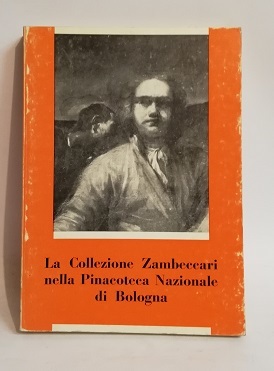 La Collezione Zambeccari
nella Pinacoteca Nazionale
di Bologna